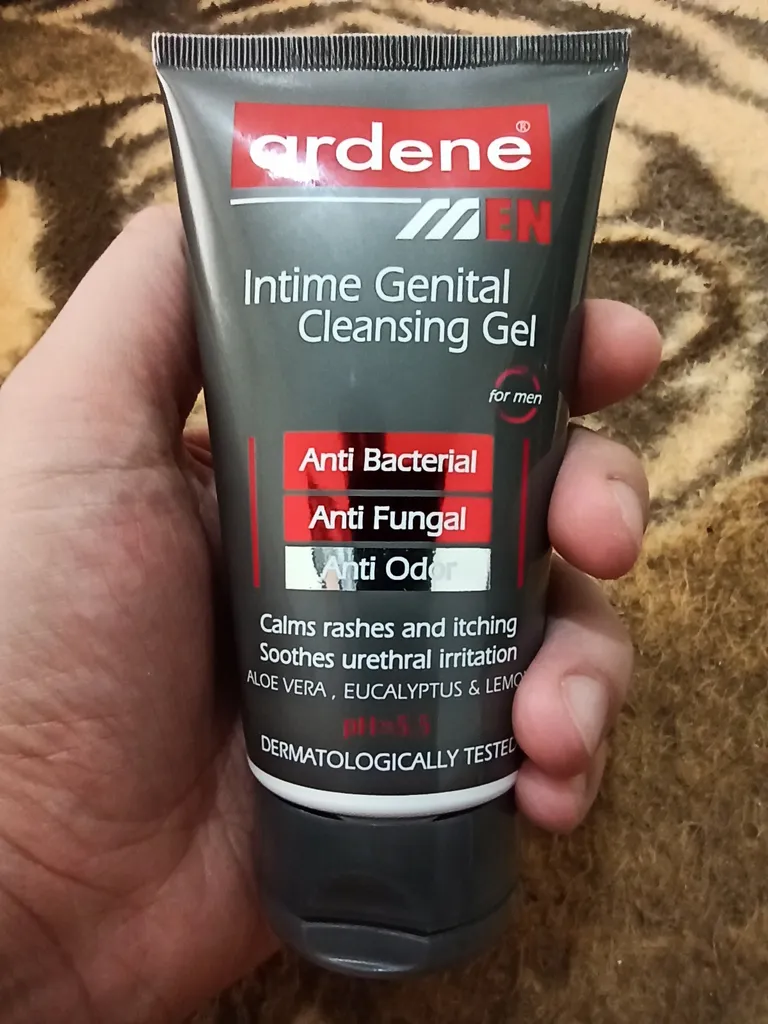 ardene®
MEN
Intime Genital
Cleansing Gel
for men
Anti Bacterial
Anti Fungal
Anti Odor
Calms rashes and itching
Soothes urethral irritation
ALOE VERA , EUCALYPTUS & LEMO
pH=5.5
DERMATOLOGICALLY TESTED